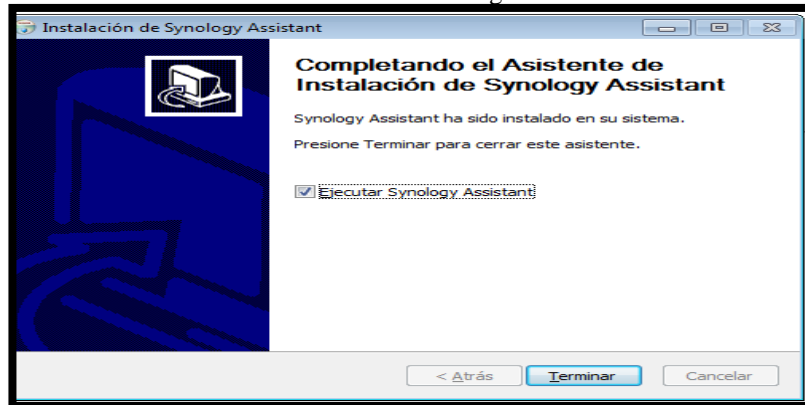 Instalación de Synology Assistant
Completando el Asistente de
Instalación de Synology Assistant
Synology Assistant ha sido instalado en su sistema.
Presione Terminar para cerrar este asistente.
Ejecutar Synology Assistant
< Atrás
Terminar
Cancelar